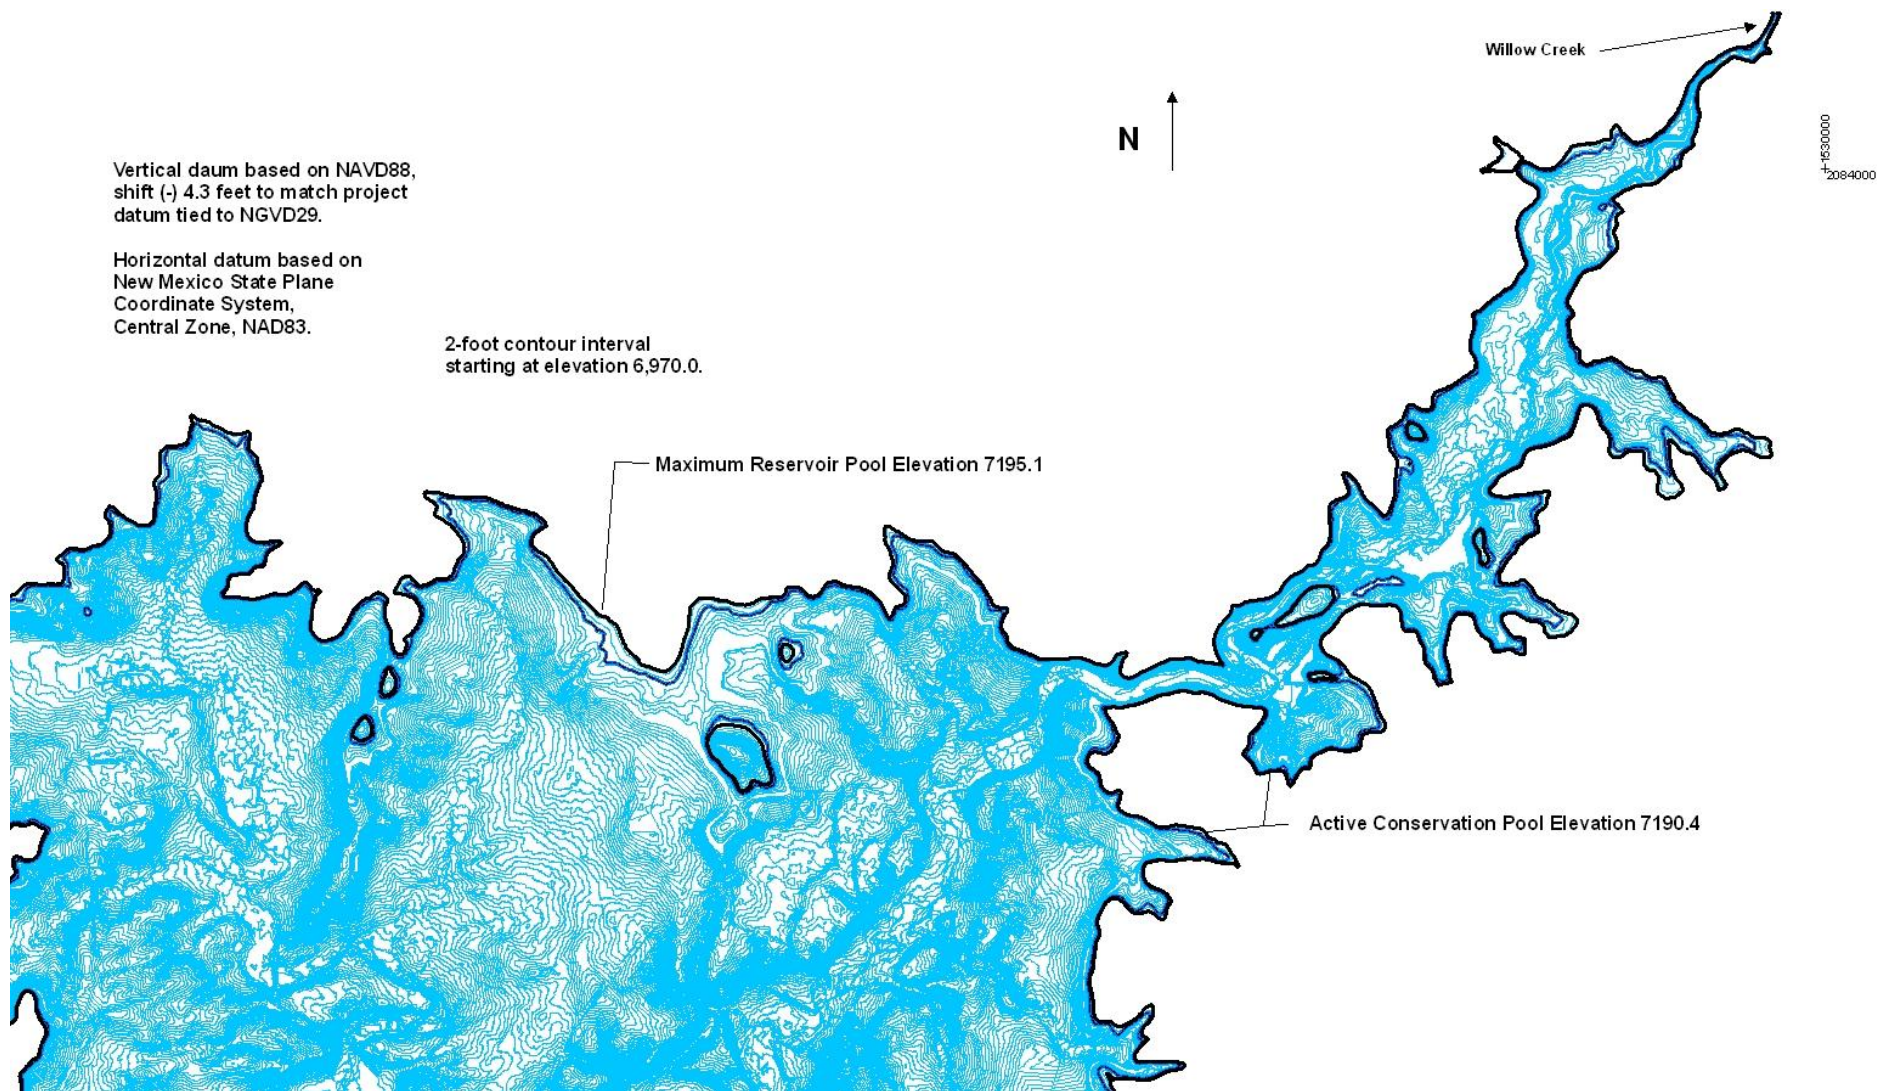 Willow Creek
N
+1530000
2084000
Vertical daum based on NAVD88,
shift (-) 4.3 feet to match project
datum tied to NGVD29.
Horizontal datum based on
New Mexico State Plane
Coordinate System,
Central Zone, NAD83.
2-foot contour interval
starting at elevation 6,970.0.
Maximum Reservoir Pool Elevation 7195.1
Active Conservation Pool Elevation 7190.4